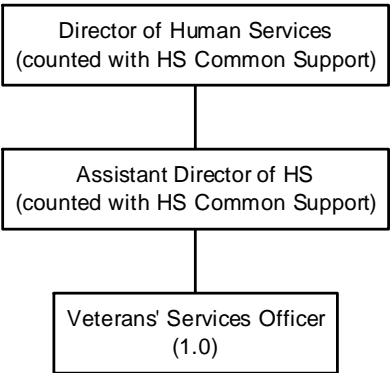 Director of Human Services
(counted with HS Common Support)
Assistant Director of HS
(counted with HS Common Support)
Veterans' Services Officer
(1.0)